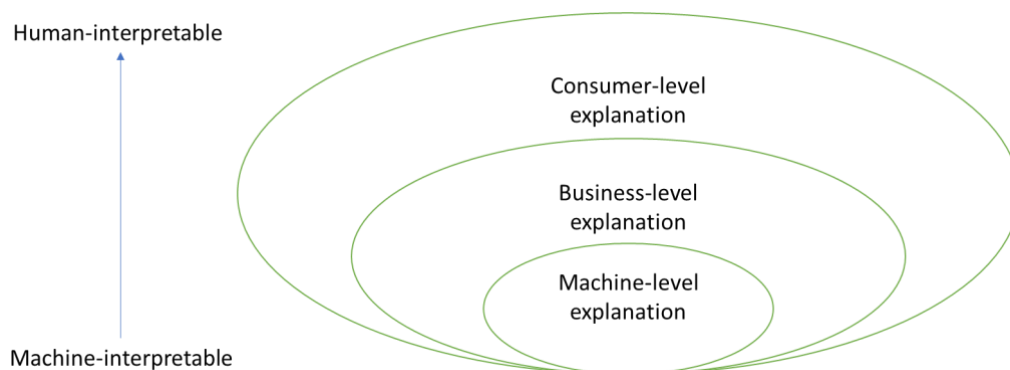 Human-interpretable
Consumer-level
explanation
Business-level
explanation
Machine-level
explanation
Machine-interpretable